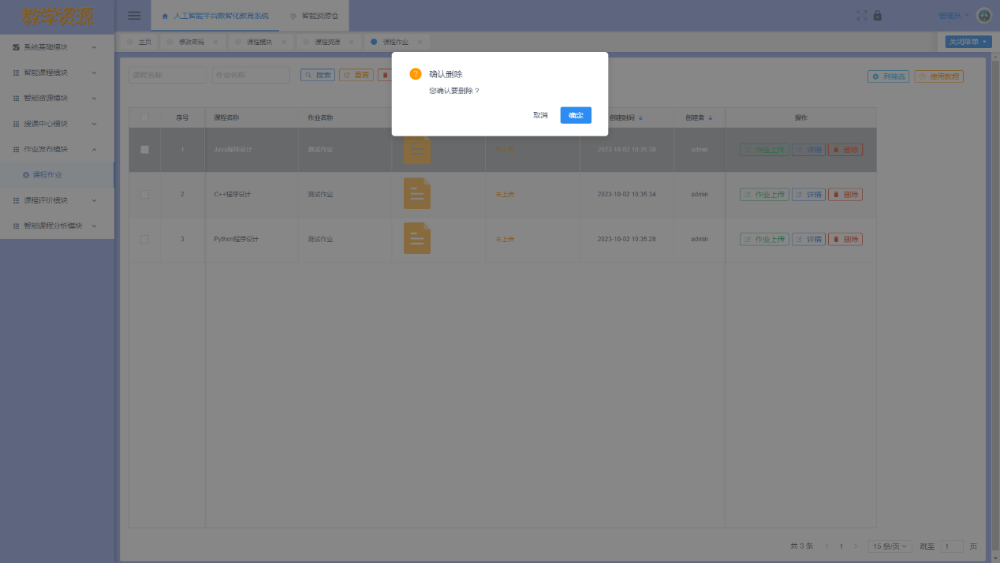 教学资源
人工智能平台数智化教育系统
智能资源仓
管理员
主页
修改密码
课程模块
课程资源
课程作业
关闭菜单
系统基础模块
智能课程模块
智能资源模块
授课中心模块
作业发布模块
课程作业
课程评价模块
智能课程分析模块
课程名称
作业名称
搜索
重置
列筛选
使用教程
确认删除
您确认要删除 ?
取消
确定
序号 课程名称 作业名称 创建时间 创建者 操作
1 Java程序设计 测试作业 未上传 2023-10-02 10:35:39 admin 作业上传 详情 删除
2 C++程序设计 测试作业 未上传 2023-10-02 10:35:34 admin 作业上传 详情 删除
3 Python程序设计 测试作业 未上传 2023-10-02 10:35:28 admin 作业上传 详情 删除
共 3 条 1 15 条/页 跳至 1 页